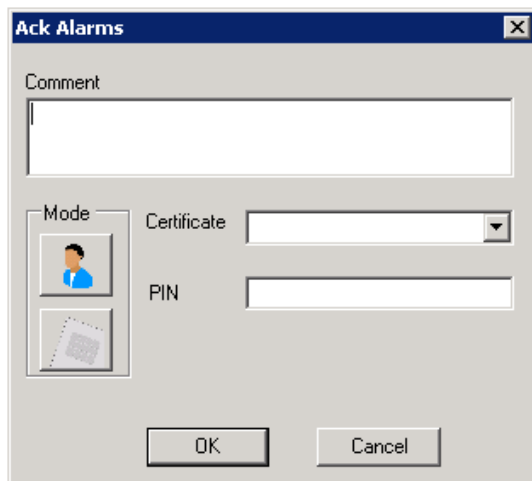 Ack Alarms
Comment
Mode
Certificate
PIN
OK
Cancel